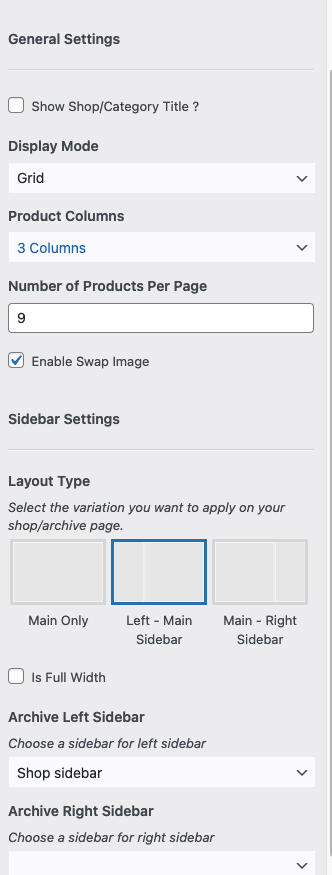 General Settings
Show Shop/Category Title ?
Display Mode
Grid
Product Columns
3 Columns
Number of Products Per Page
9
Enable Swap Image
Sidebar Settings
Layout Type
Select the variation you want to apply on your
shop/archive page.
Main Only
Left - Main
Sidebar
Main - Right
Sidebar
Is Full Width
Archive Left Sidebar
Choose a sidebar for left sidebar
Shop sidebar
Archive Right Sidebar
Choose a sidebar for right sidebar